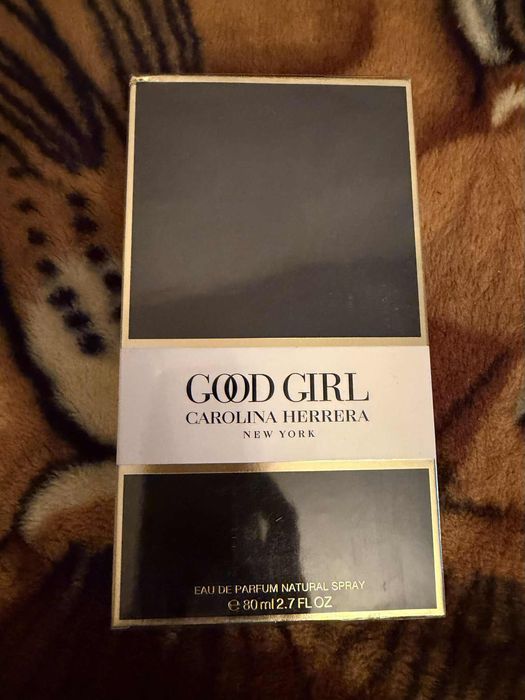 GOOD GIRL
CAROLINA HERRERA
NEW YORK
EAU DE PARFUM NATURAL SPRAY
℮ 80 ml 2.7 FL OZ